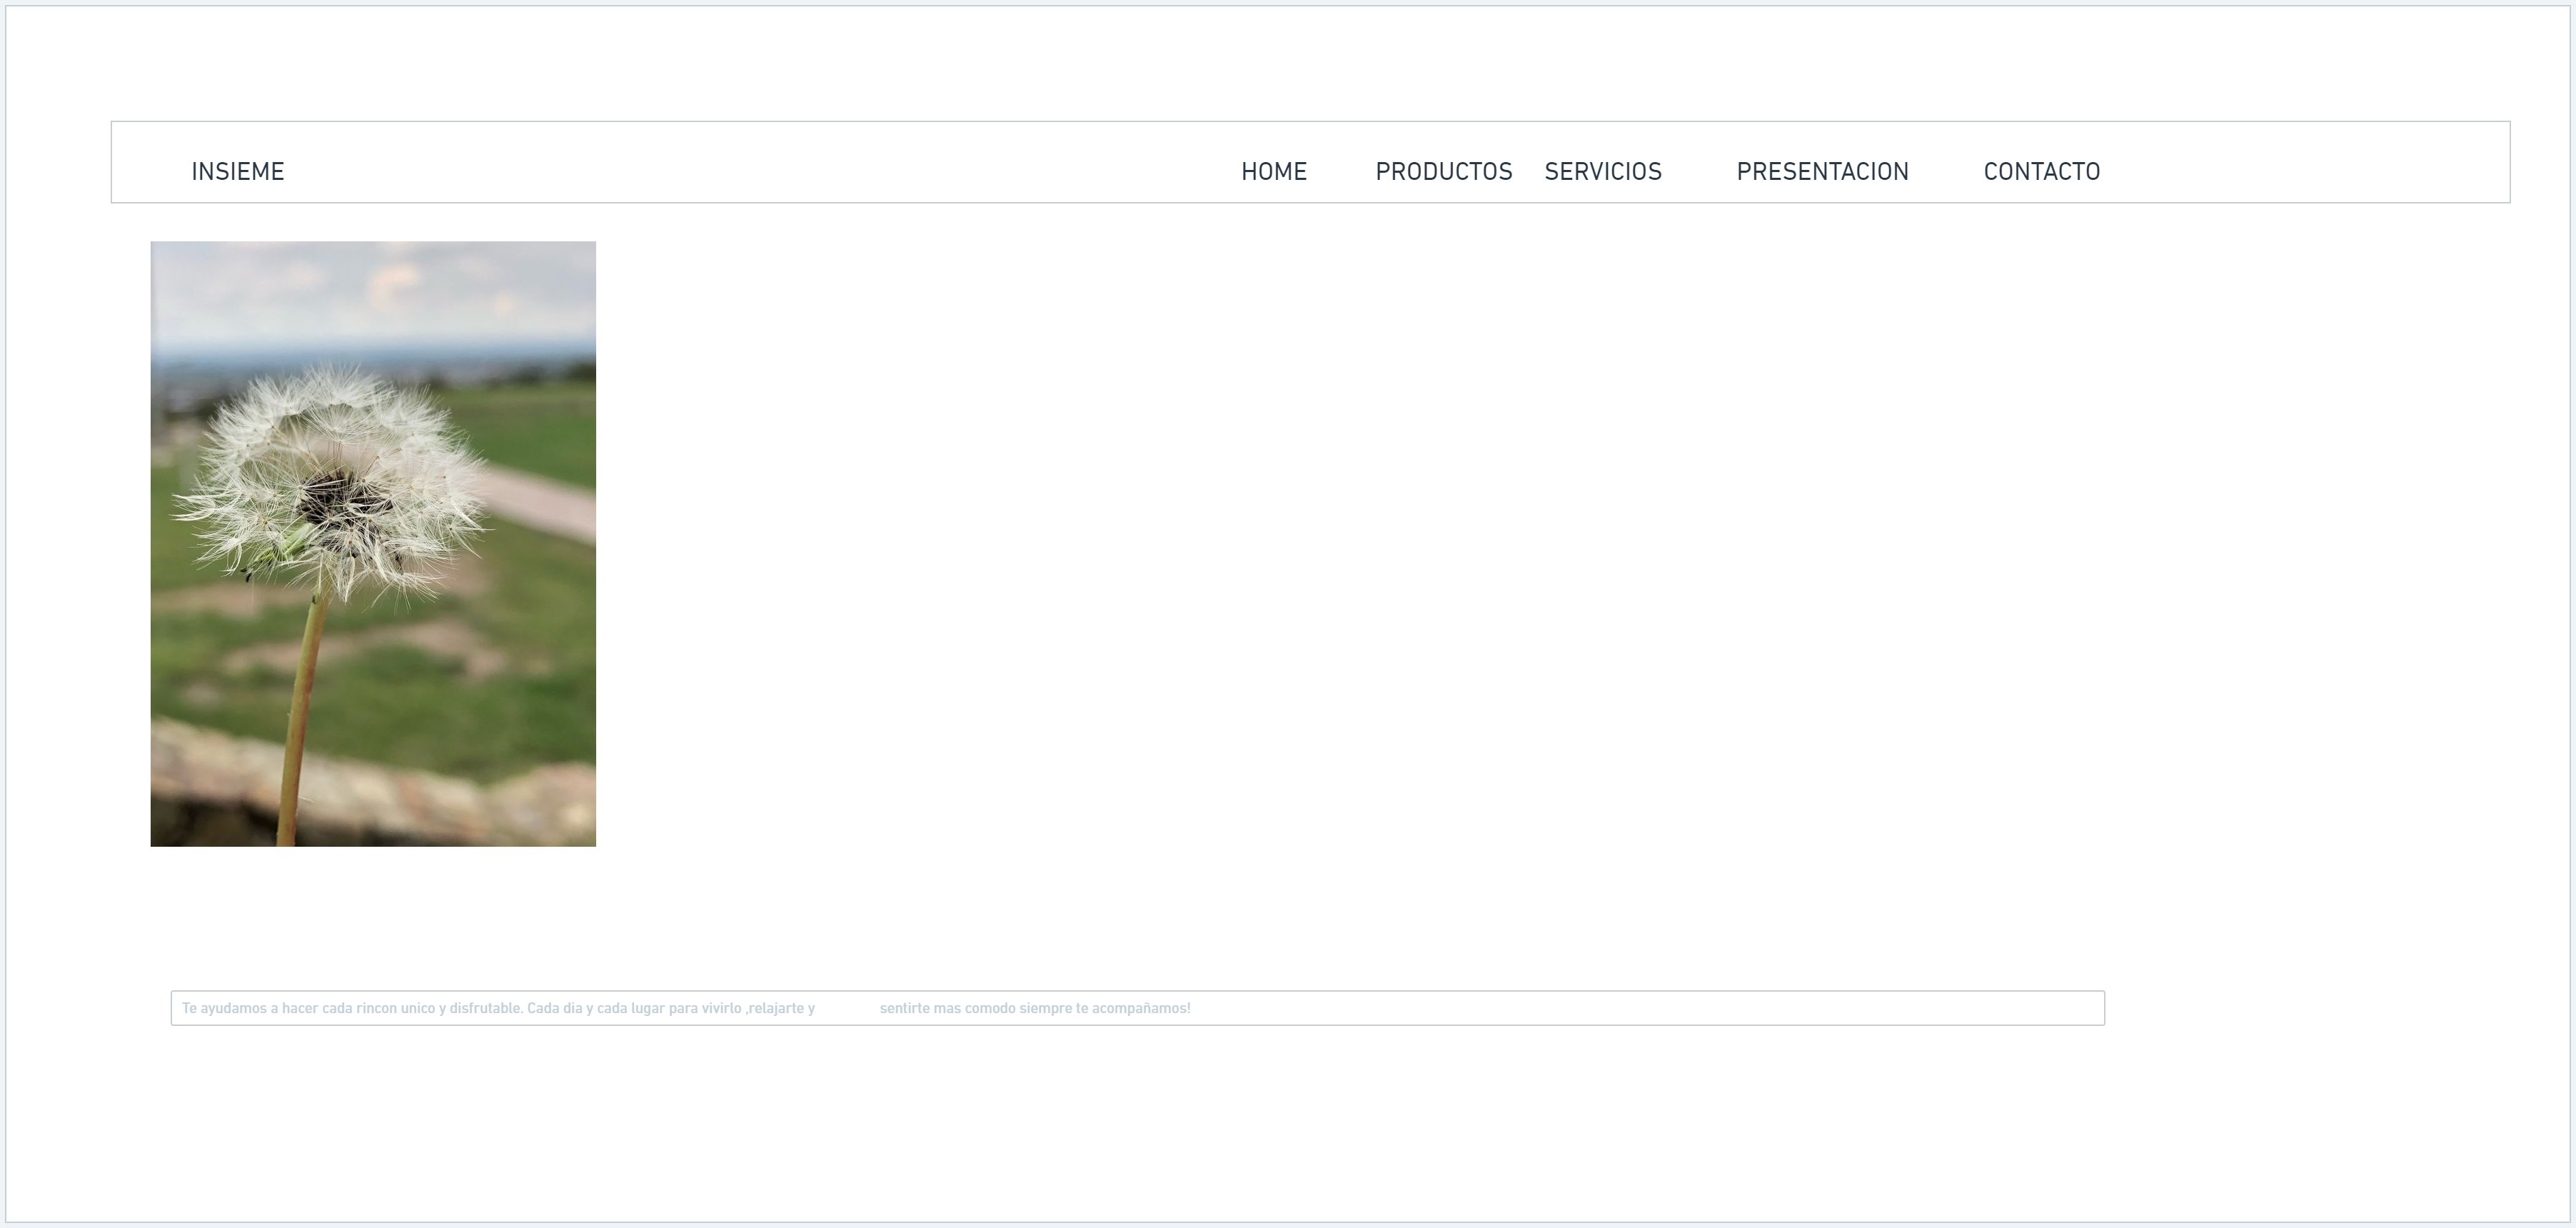 INSIEME HOME PRODUCTOS SERVICIOS PRESENTACION CONTACTO
Te ayudamos a hacer cada rincon unico y disfrutable. Cada dia y cada lugar para vivirlo ,relajarte y sentirte mas comodo siempre te acompañamos!